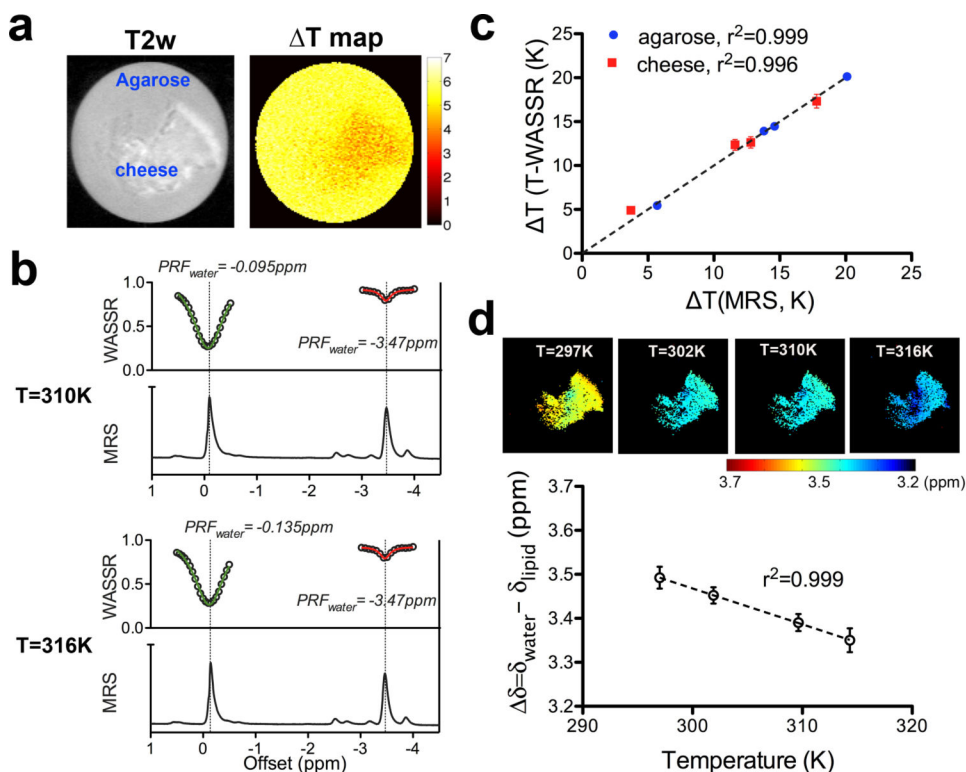 a
T2w
ΔT map
Agarose
cheese
7
6
5
4
3
2
1
0
b
PRFwater= -0.095ppm
WASSR
1.0
0.5
0.0
PRFwater= -3.47ppm
T=310K
MRS
1 0 -1 -2 -3 -4
PRFwater= -0.135ppm
WASSR
1.0
0.5
0.0
PRFwater= -3.47ppm
T=316K
MRS
1 0 -1 -2 -3 -4
Offset (ppm)
c
agarose, r²=0.999
cheese, r²=0.996
ΔT (T-WASSR) (K)
25
20
15
10
5
0
0 5 10 15 20 25
ΔT(MRS, K)
d
T=297K T=302K T=310K T=316K
3.7 3.5 3.2 (ppm)
Δδ=δwater− δlipid (ppm)
3.7
3.6
3.5
3.4
3.3
3.2
r²=0.999
290 300 310 320
Temperature (K)